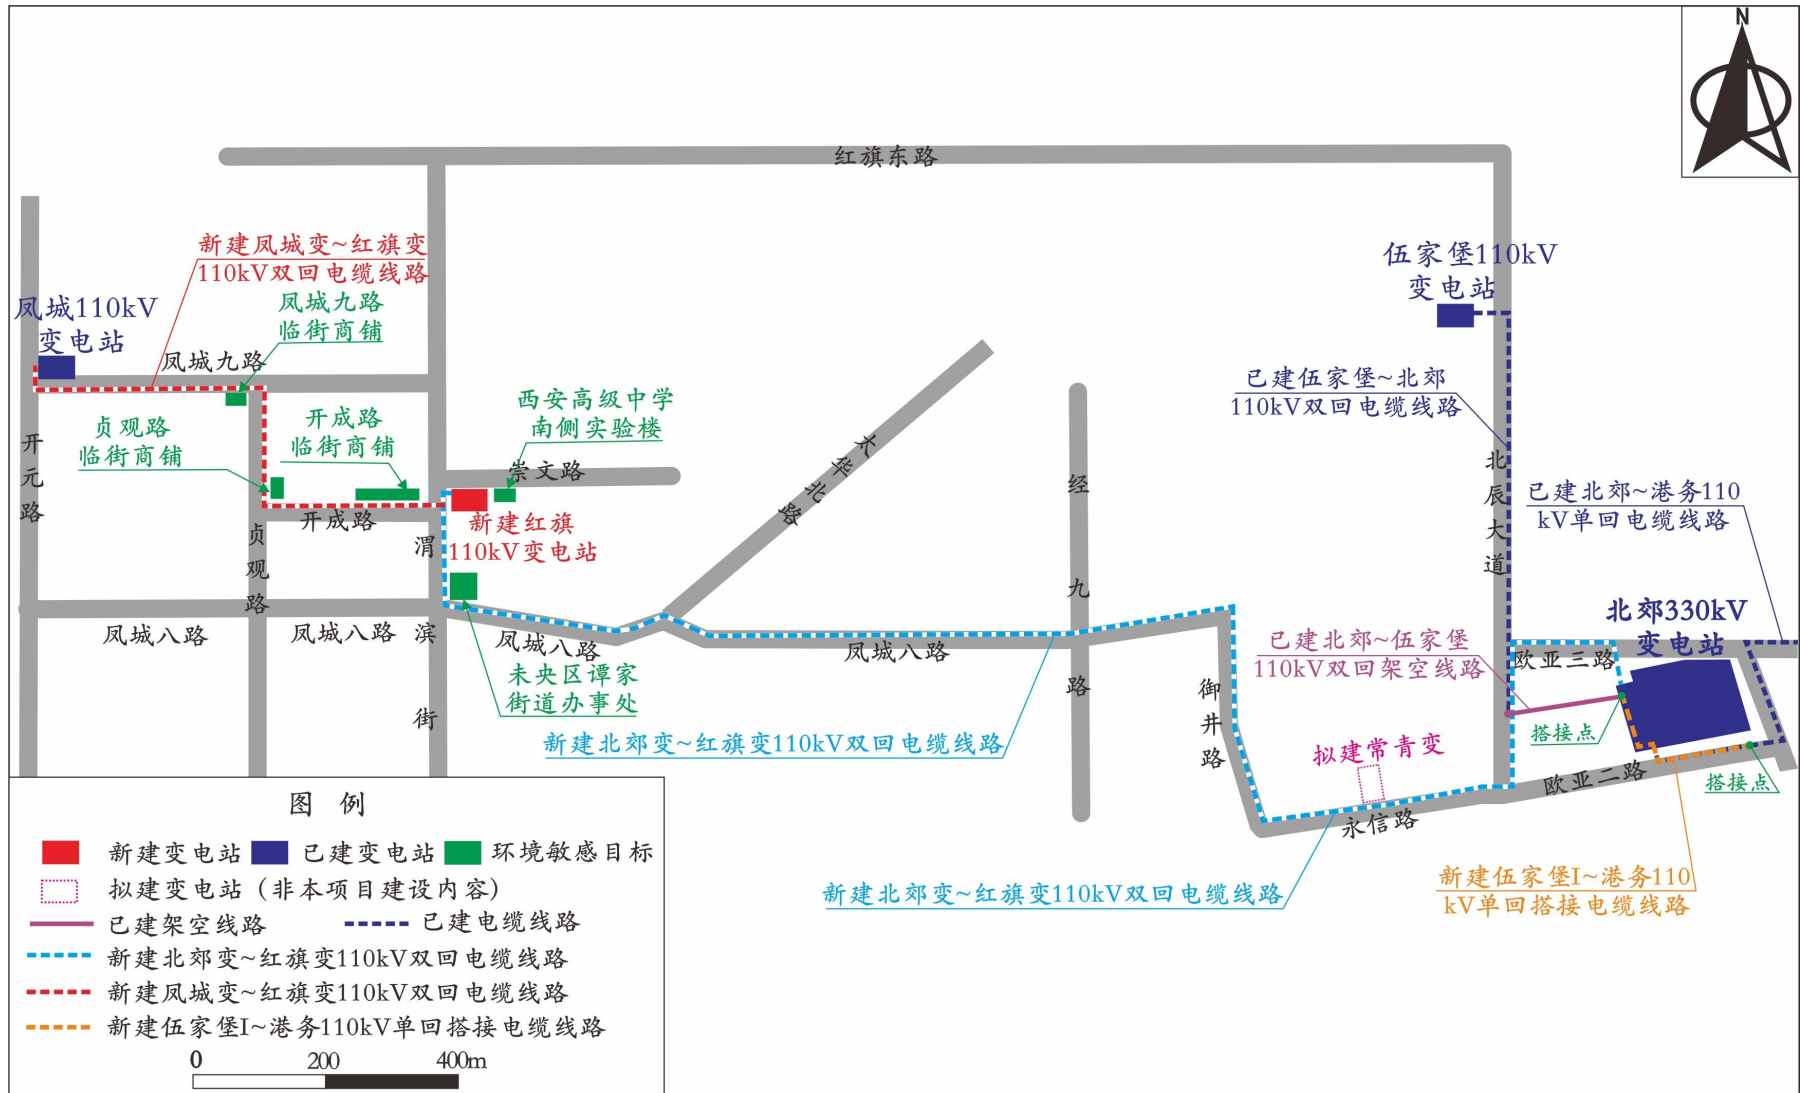 N
红旗东路
新建凤城变~红旗变
110kV双回电缆线路
凤城110kV
变电站
凤城九路
临街商铺
凤城九路
伍家堡110kV
变电站
已建伍家堡~北郊
110kV双回电缆线路
西安高级中学
南侧实验楼
贞观路
临街商铺
开成路
临街商铺
开元路
崇文路
太华北路
经九路
北辰大道
已建北郊~港务110
kV单回电缆线路
开成路
新建红旗
110kV变电站
贞观路
渭滨街
凤城八路
凤城八路
凤城八路
凤城八路
未央区谭家
街道办事处
北郊330kV
变电站
已建北郊~伍家堡
110kV双回架空线路
欧亚三路
御井路
搭接点
新建北郊变~红旗变110kV双回电缆线路
拟建常青变
欧亚二路
搭接点
永信路
新建北郊变~红旗变110kV双回电缆线路
新建伍家堡I~港务110
kV单回搭接电缆线路
图 例
新建变电站 已建变电站 环境敏感目标
拟建变电站（非本项目建设内容）
已建架空线路 已建电缆线路
新建北郊变~红旗变110kV双回电缆线路
新建凤城变~红旗变110kV双回电缆线路
新建伍家堡I~港务110kV单回搭接电缆线路
0 200 400m